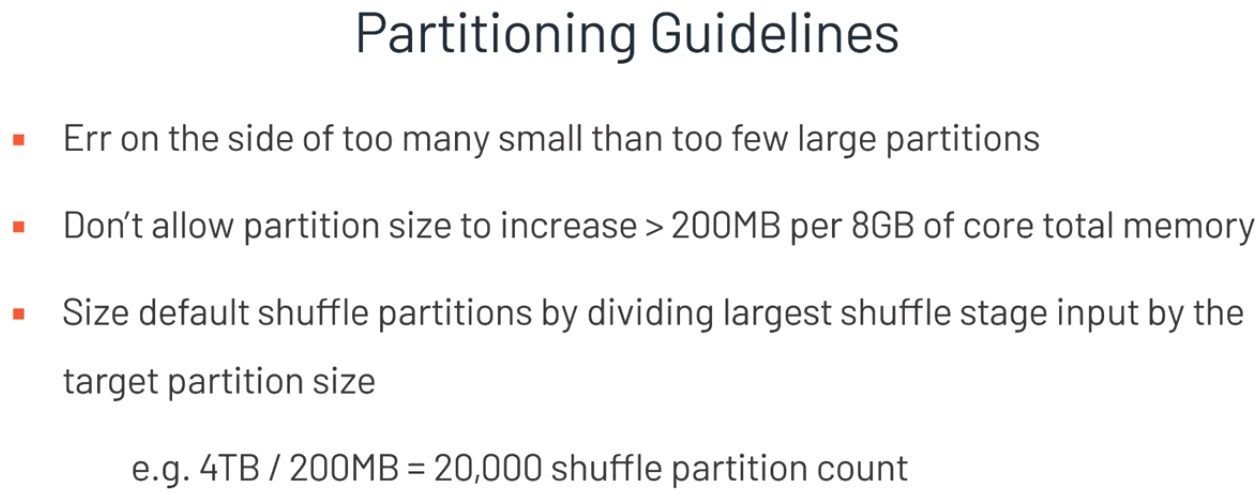 Partitioning Guidelines
▪ Err on the side of too many small than too few large partitions
▪ Don’t allow partition size to increase > 200MB per 8GB of core total memory
▪ Size default shuffle partitions by dividing largest shuffle stage input by the
target partition size
e.g. 4TB / 200MB = 20,000 shuffle partition count